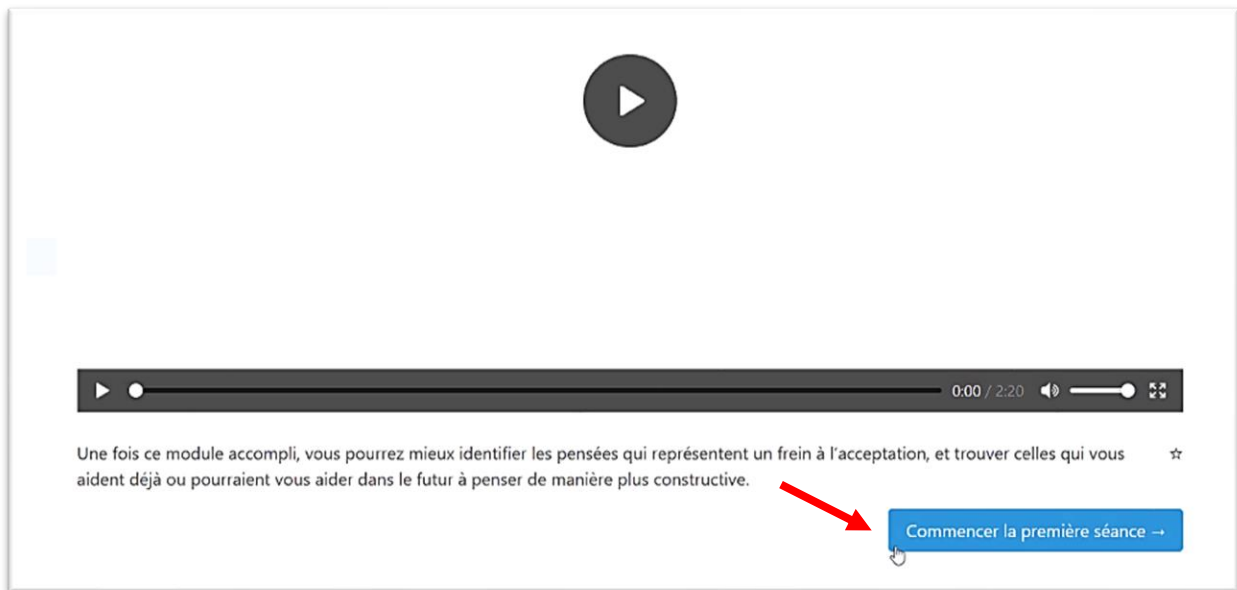 0:00 / 2:20
Une fois ce module accompli, vous pourrez mieux identifier les pensées qui représentent un frein à l'acceptation, et trouver celles qui vous
aident déjà ou pourraient vous aider dans le futur à penser de manière plus constructive.
Commencer la première séance →